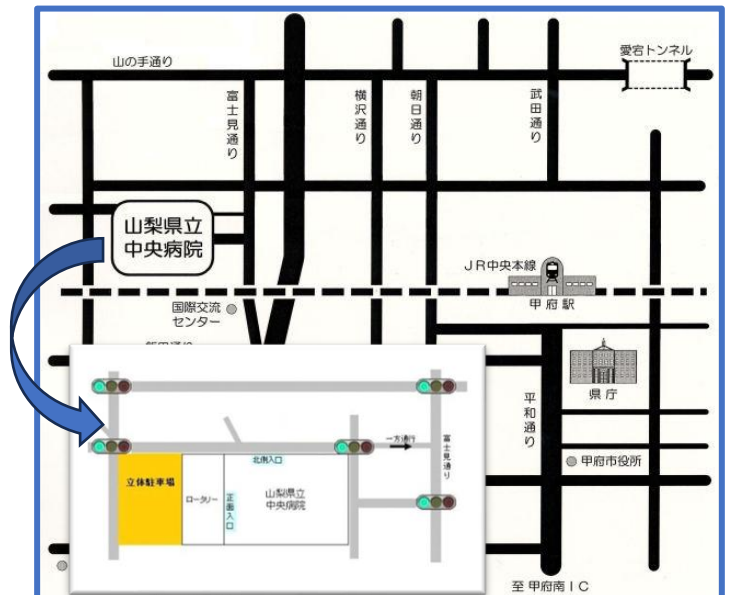 山の手通り
愛宕トンネル
富士見通り
横沢通り
朝日通り
武田通り
山梨県立
中央病院
JR中央本線
甲府駅
国際交流
センター
県庁
平和通り
甲府市役所
至 甲府南IC
一方通行
富士見通り
北側入口
立体駐車場
ロータリー
正面入口
山梨県立
中央病院